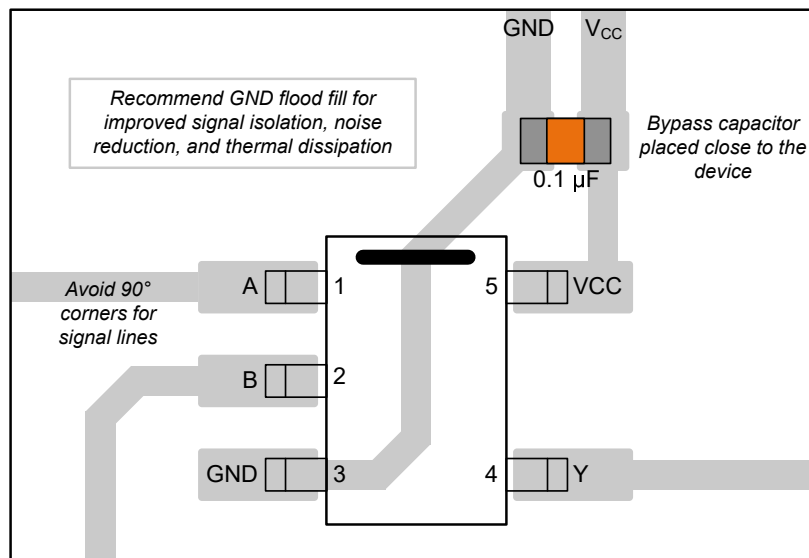 GND
V_CC
Recommend GND flood fill for
improved signal isolation, noise
reduction, and thermal dissipation
Bypass capacitor
placed close to the
device
0.1 µF
A
1
5
VCC
Avoid 90°
corners for
signal lines
B
2
GND
3
4
Y